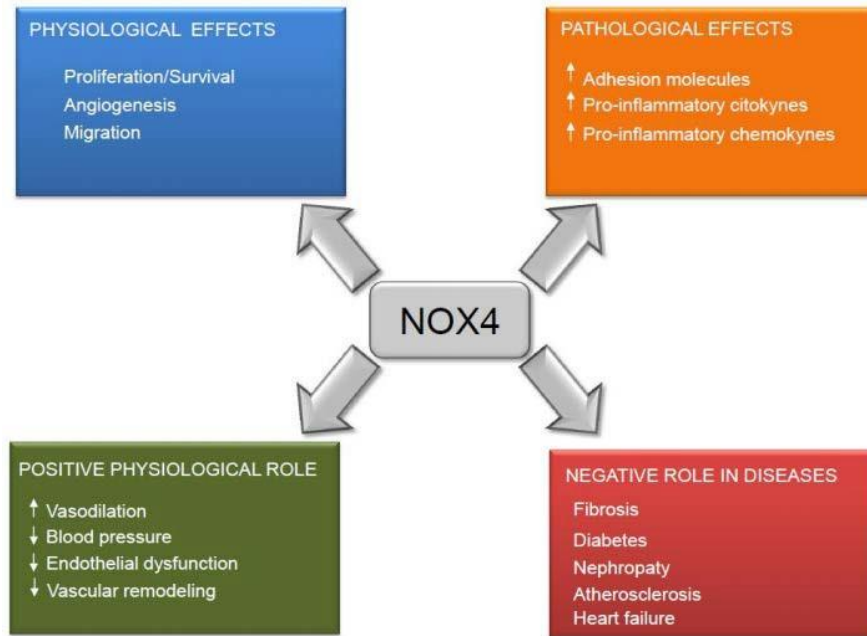 PHYSIOLOGICAL EFFECTS
Proliferation/Survival
Angiogenesis
Migration
PATHOLOGICAL EFFECTS
↑ Adhesion molecules
↑ Pro-inflammatory citokynes
↑ Pro-inflammatory chemokynes
NOX4
POSITIVE PHYSIOLOGICAL ROLE
↑ Vasodilation
↓ Blood pressure
↓ Endothelial dysfunction
↓ Vascular remodeling
NEGATIVE ROLE IN DISEASES
Fibrosis
Diabetes
Nephropaty
Atherosclerosis
Heart failure